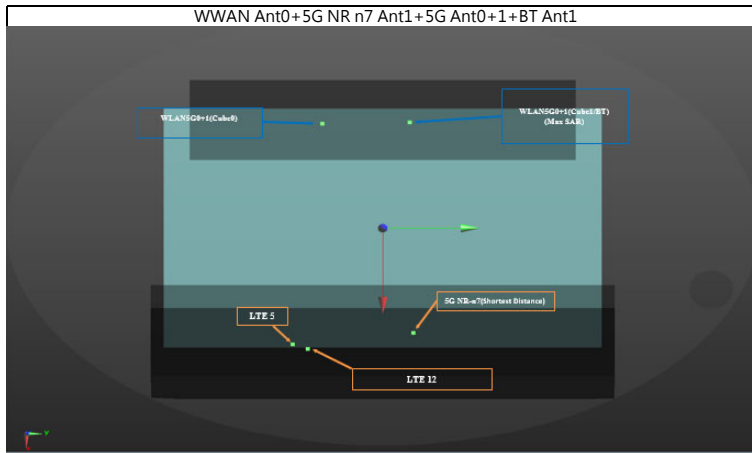 WWAN Ant0+5G NR n7 Ant1+5G Ant0+1+BT Ant1
WLAN5G0+1(Cube0)
WLAN5G0+1(Cube1/BT)
(Max SAR)
5G NR-n7(Shortest Distance)
LTE 5
LTE 12
Y